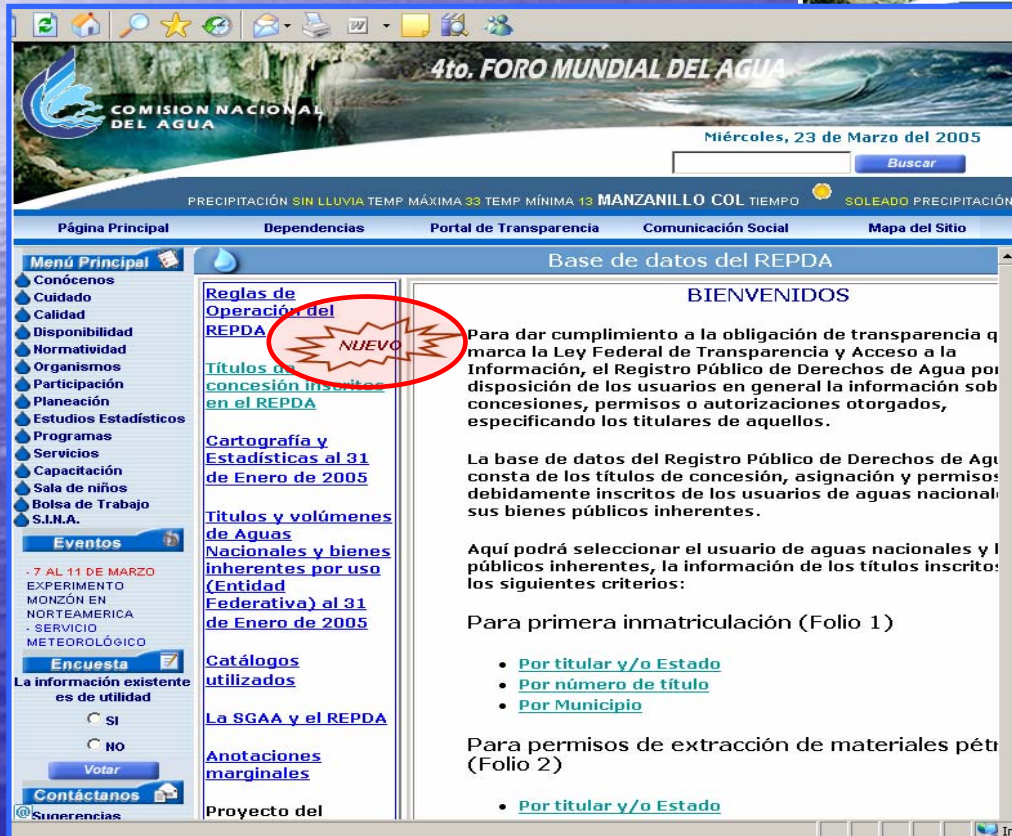 4to. FORO MUNDIAL DEL AGUA
COMISION NACIONAL
DEL AGUA
Miércoles, 23 de Marzo del 2005
Buscar
PRECIPITACIÓN SIN LLUVIA TEMP MÁXIMA 33 TEMP MÍNIMA 13 MANZANILLO COL TIEMPO SOLEADO PRECIPITACIÓN
Página Principal
Dependencias
Portal de Transparencia
Comunicación Social
Mapa del Sitio
Menú Principal
Conócenos
Cuidado
Calidad
Disponibilidad
Normatividad
Organismos
Participación
Planeación
Estudios Estadísticos
Programas
Servicios
Capacitación
Sala de niños
Bolsa de Trabajo
S.I.N.A.
Eventos
- 7 AL 11 DE MARZO
EXPERIMENTO
MONZÓN EN
NORTEAMERICA
- SERVICIO
METEOROLÓGICO
Encuesta
La información existente
es de utilidad
SI
NO
Votar
Contáctanos
Sugerencias
Base de datos del REPDA
Reglas de
Operación del
REPDA
NUEVO
Títulos de
concesión inscritos
en el REPDA
Cartografía y
Estadísticas al 31
de Enero de 2005
Titulos y volúmenes
de Aguas
Nacionales y bienes
inherentes por uso
(Entidad
Federativa) al 31
de Enero de 2005
Catálogos
utilizados
La SGAA y el REPDA
Anotaciones
marginales
Proyecto del
BIENVENIDOS
Para dar cumplimiento a la obligación de transparencia q
marca la Ley Federal de Transparencia y Acceso a la
Información, el Registro Público de Derechos de Agua por
disposición de los usuarios en general la información sob
concesiones, permisos o autorizaciones otorgados,
especificando los titulares de aquellos.
La base de datos del Registro Público de Derechos de Agu
consta de los títulos de concesión, asignación y permisos
debidamente inscritos de los usuarios de aguas nacional
sus bienes públicos inherentes.
Aquí podrá seleccionar el usuario de aguas nacionales y
públicos inherentes, la información de los títulos inscritos
los siguientes criterios:
Para primera inmatriculación (Folio 1)
Por titular y/o Estado
Por número de título
Por Municipio
Para permisos de extracción de materiales pétr
(Folio 2)
Por titular y/o Estado
In